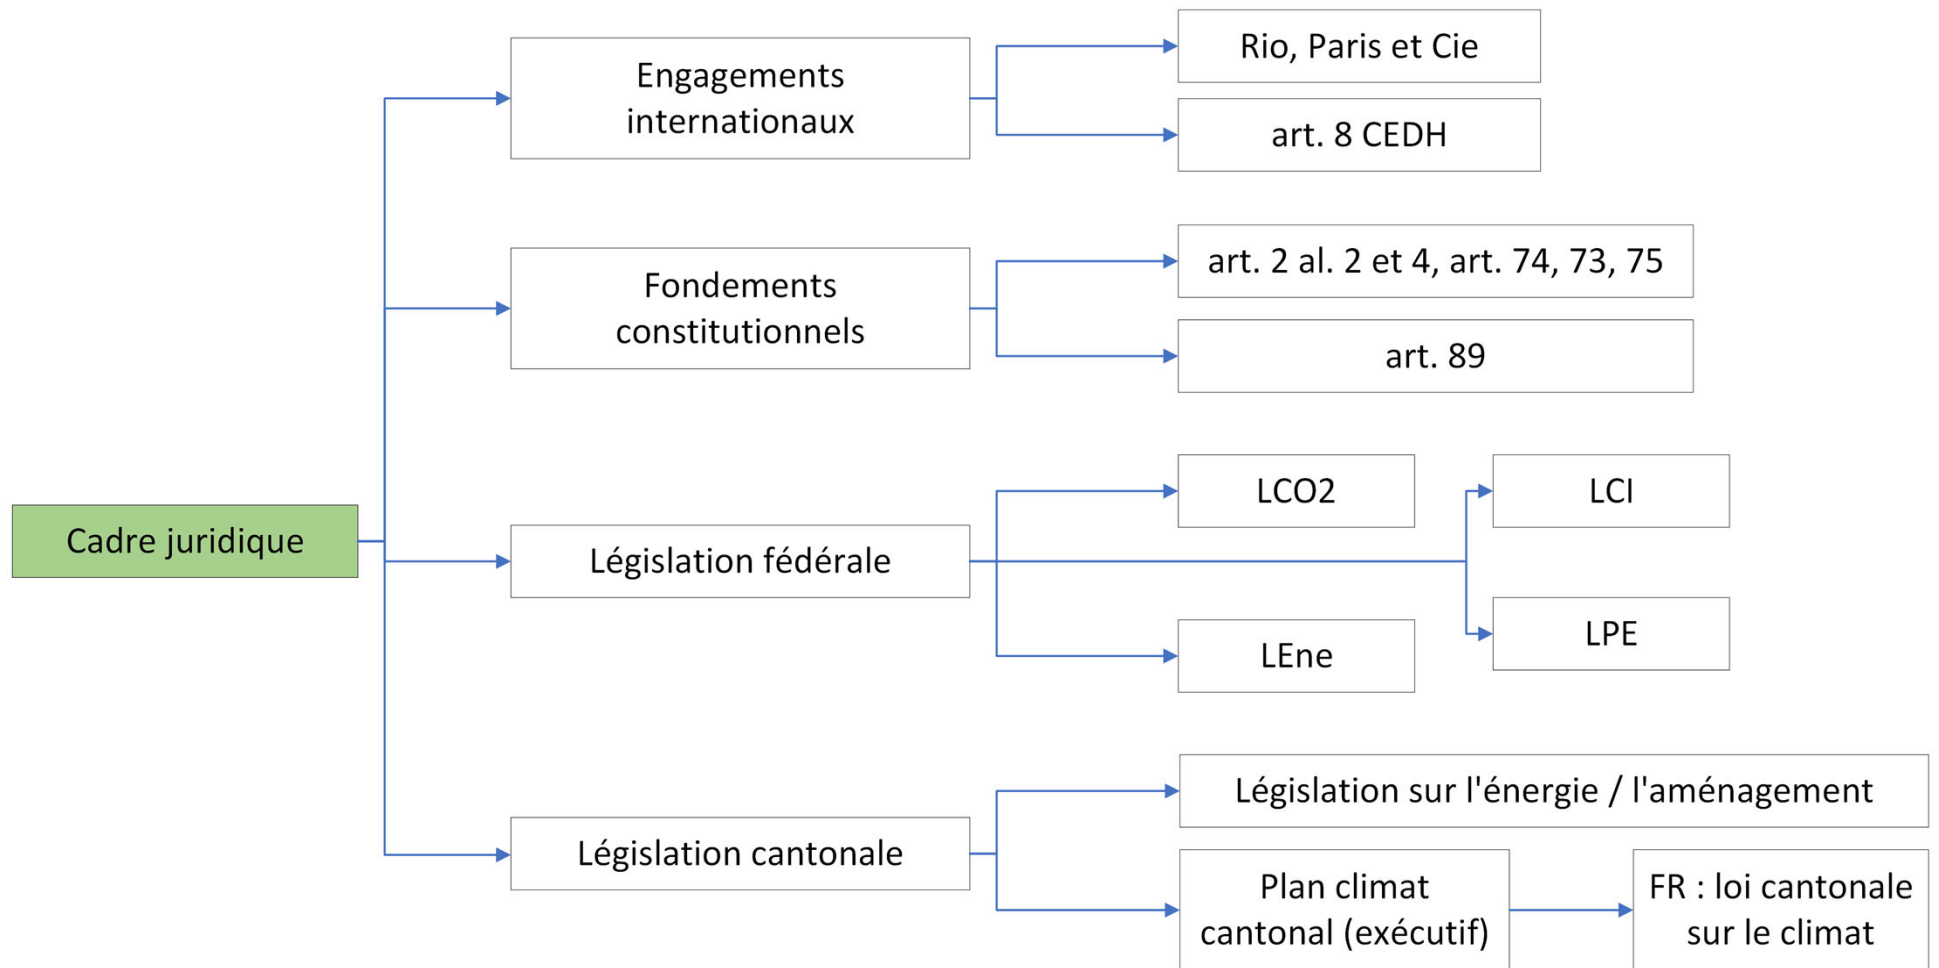 Cadre juridique
Engagements
internationaux
Rio, Paris et Cie
art. 8 CEDH
Fondements
constitutionnels
art. 2 al. 2 et 4, art. 74, 73, 75
art. 89
Législation fédérale
LCO2
LCI
LEne
LPE
Législation cantonale
Législation sur l'énergie / l'aménagement
Plan climat
cantonal (exécutif)
FR : loi cantonale
sur le climat